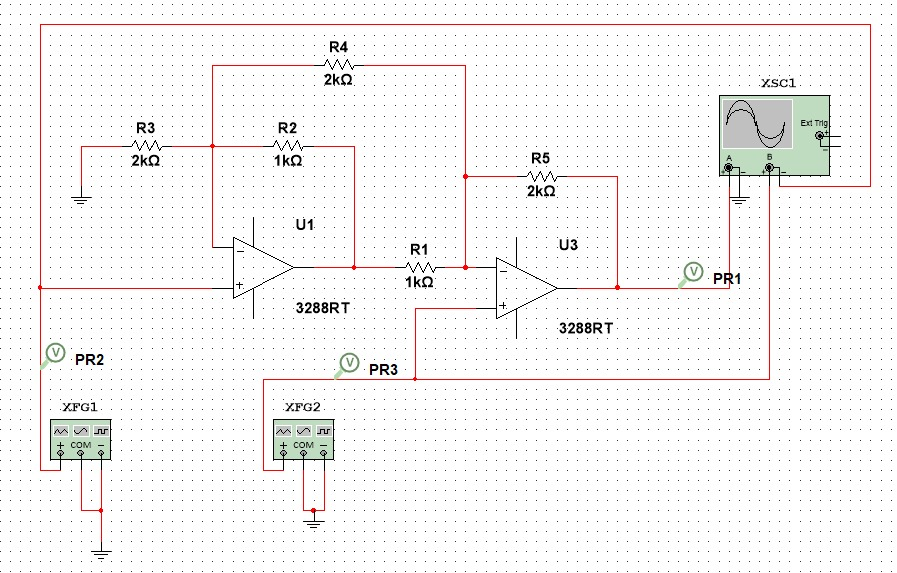 R4
2kΩ
XSC1
Ext Trig
+
−
A
B
+ − + −
R3
2kΩ
R2
1kΩ
R5
2kΩ
U1
−
+
3288RT
R1
1kΩ
U3
−
+
3288RT
V PR1
V PR2
V PR3
XFG1
+ COM −
XFG2
+ COM −